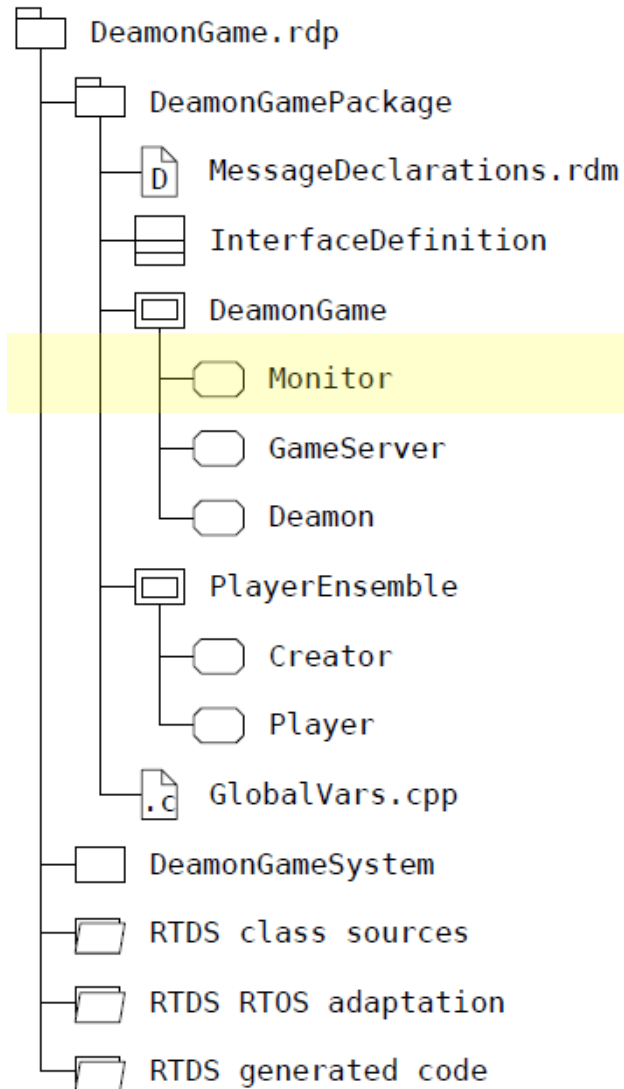 DeamonGame.rdp
DeamonGamePackage
D MessageDeclarations.rdm
InterfaceDefinition
DeamonGame
Monitor
GameServer
Deamon
PlayerEnsemble
Creator
Player
.c GlobalVars.cpp
DeamonGameSystem
RTDS class sources
RTDS RTOS adaptation
RTDS generated code